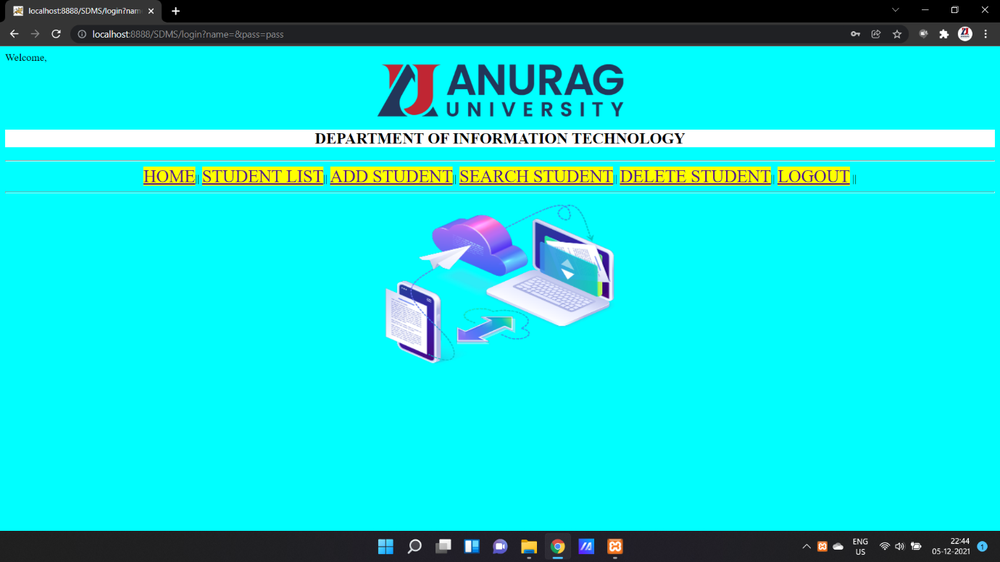 localhost:8888/SDMS/login?nam
localhost:8888/SDMS/login?name=&pass=pass
Welcome,
ANURAG
UNIVERSITY
DEPARTMENT OF INFORMATION TECHNOLOGY
HOME|| STUDENT LIST|| ADD STUDENT|| SEARCH STUDENT|| DELETE STUDENT|| LOGOUT ||
ENG
US
22:44
05-12-2021
1